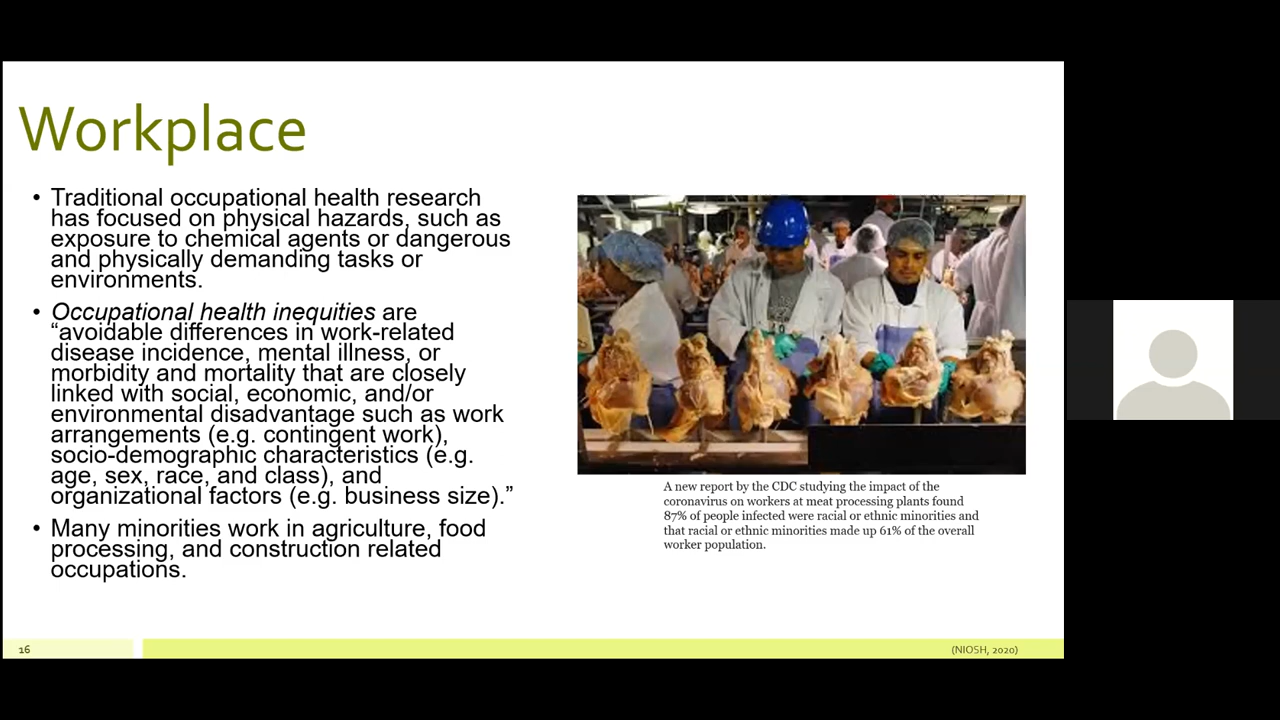 Workplace
• Traditional occupational health research
has focused on physical hazards, such as
exposure to chemical agents or dangerous
and physically demanding tasks or
environments.
• Occupational health inequities are
“avoidable differences in work-related
disease incidence, mental illness, or
morbidity and mortality that are closely
linked with social, economic, and/or
environmental disadvantage such as work
arrangements (e.g. contingent work),
socio-demographic characteristics (e.g.
age, sex, race, and class), and
organizational factors (e.g. business size).”
• Many minorities work in agriculture, food
processing, and construction related
occupations.
A new report by the CDC studying the impact of the
coronavirus on workers at meat processing plants found
87% of people infected were racial or ethnic minorities and
that racial or ethnic minorities made up 61% of the overall
worker population.
16
(NIOSH, 2020)